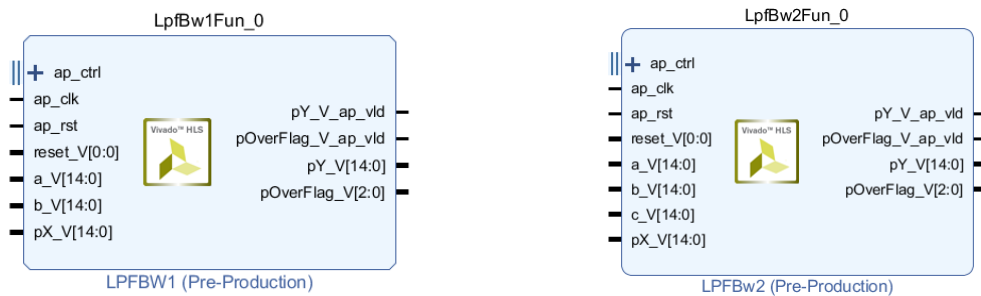 LpfBw1Fun_0
ap_ctrl
ap_clk
ap_rst
reset_V[0:0]
a_V[14:0]
b_V[14:0]
pX_V[14:0]
Vivado™ HLS
pY_V_ap_vld
pOverFlag_V_ap_vld
pY_V[14:0]
pOverFlag_V[2:0]
LPFBW1 (Pre-Production)
LpfBw2Fun_0
ap_ctrl
ap_clk
ap_rst
reset_V[0:0]
a_V[14:0]
b_V[14:0]
c_V[14:0]
pX_V[14:0]
Vivado™ HLS
pY_V_ap_vld
pOverFlag_V_ap_vld
pY_V[14:0]
pOverFlag_V[2:0]
LPFBw2 (Pre-Production)